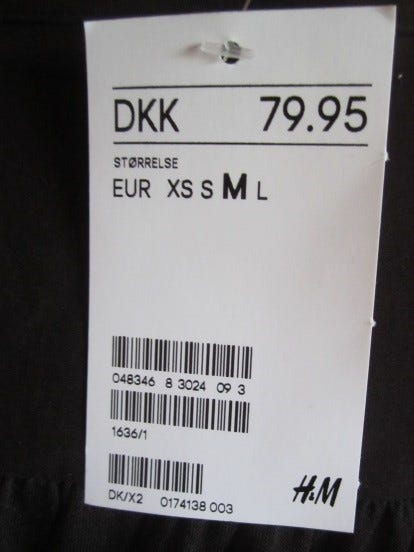 DKK 79.95
STØRRELSE
EUR XS S M L
048346 8 3024 09 3
1636/1
DK/X2 0174138 003
H&M